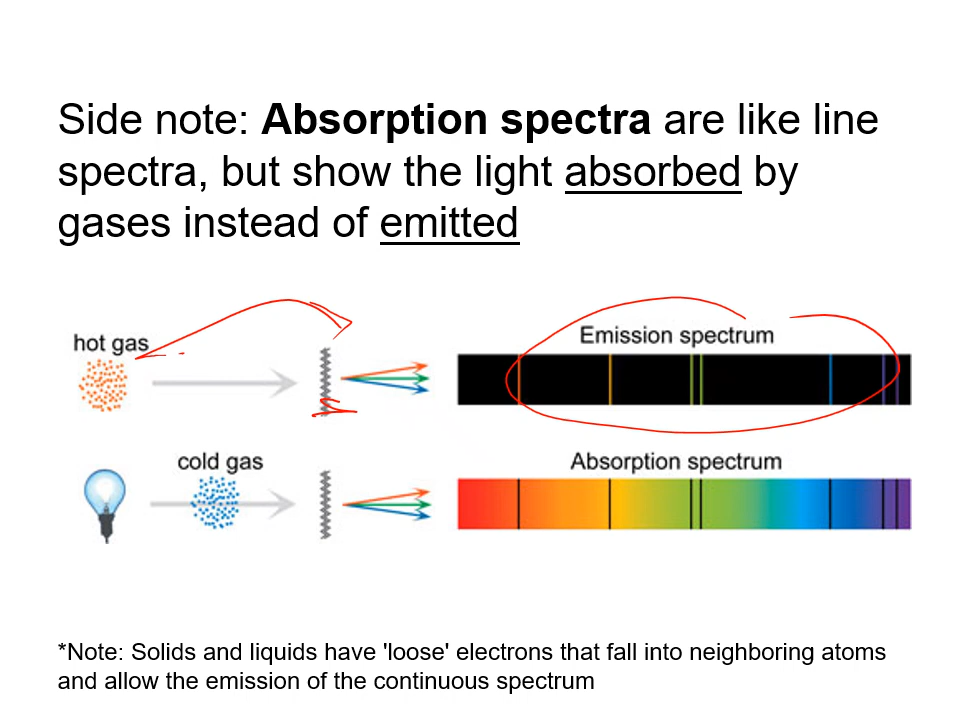 Side note: Absorption spectra are like line
spectra, but show the light absorbed by
gases instead of emitted
hot gas
Emission spectrum
cold gas
Absorption spectrum
*Note: Solids and liquids have 'loose' electrons that fall into neighboring atoms
and allow the emission of the continuous spectrum